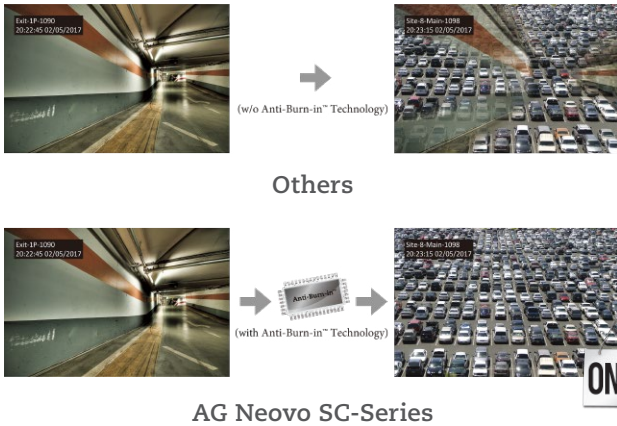 Exit-1P-1090
20:22:45 02/05/2017
Site-8-Main-1098
20:23:15 02/05/2017
(w/o Anti-Burn-in™ Technology)
Others
Exit-1P-1090
20:22:45 02/05/2017
Anti-Burn-in™
Site-8-Main-1098
20:23:15 02/05/2017
(with Anti-Burn-in™ Technology)
ON
AG Neovo SC-Series